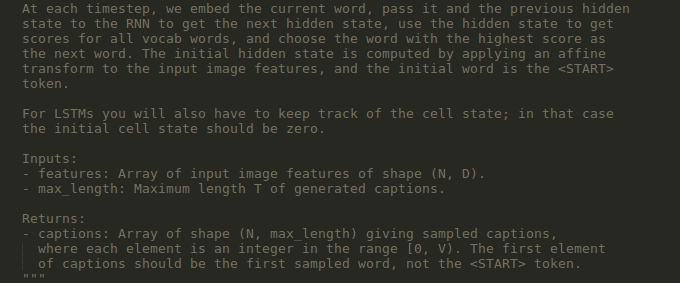 At each timestep, we embed the current word, pass it and the previous hidden
state to the RNN to get the next hidden state, use the hidden state to get
scores for all vocab words, and choose the word with the highest score as
the next word. The initial hidden state is computed by applying an affine
transform to the input image features, and the initial word is the <START>
token.

For LSTMs you will also have to keep track of the cell state; in that case
the initial cell state should be zero.

Inputs:
- features: Array of input image features of shape (N, D).
- max_length: Maximum length T of generated captions.

Returns:
- captions: Array of shape (N, max_length) giving sampled captions,
  where each element is an integer in the range [0, V). The first element
  of captions should be the first sampled word, not the <START> token.
"""